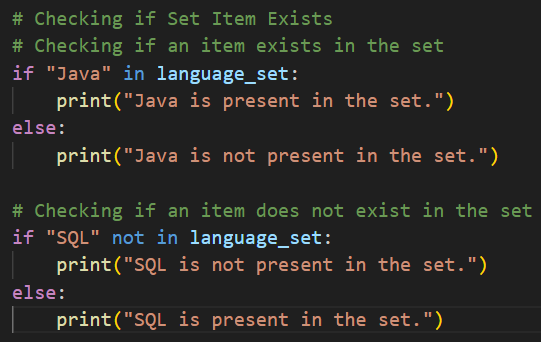 # Checking if Set Item Exists
# Checking if an item exists in the set
if "Java" in language_set:
    print("Java is present in the set.")
else:
    print("Java is not present in the set.")

# Checking if an item does not exist in the set
if "SQL" not in language_set:
    print("SQL is not present in the set.")
else:
    print("SQL is present in the set.")